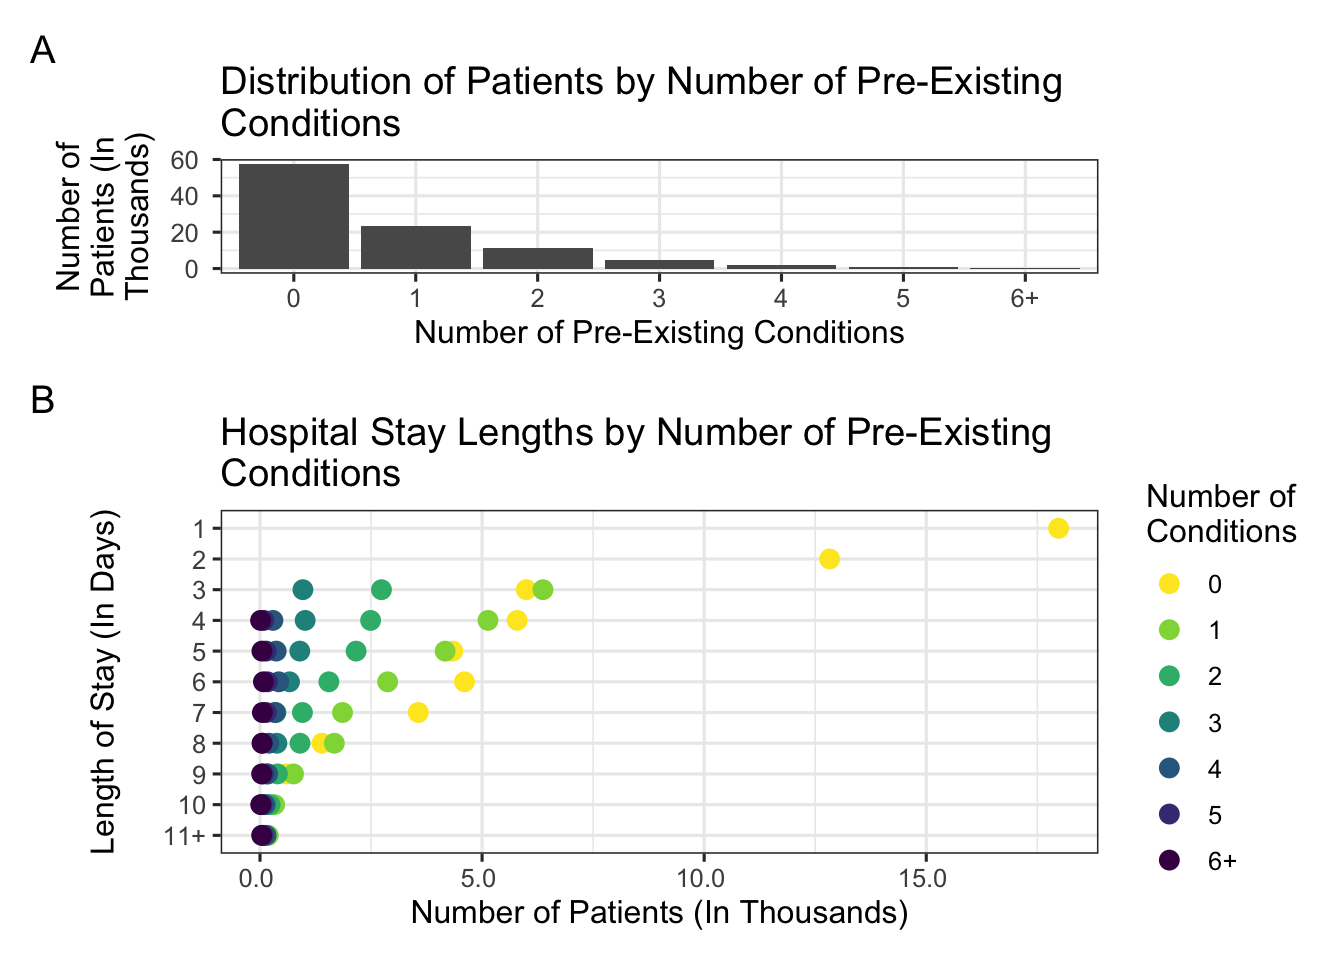 A
Distribution of Patients by Number of Pre-Existing
Conditions
Number of
Patients (In
Thousands)
60
40
20
0
0 1 2 3 4 5 6+
Number of Pre-Existing Conditions
B
Hospital Stay Lengths by Number of Pre-Existing
Conditions
Length of Stay (In Days)
1
2
3
4
5
6
7
8
9
10
11+
0.0 5.0 10.0 15.0
Number of Patients (In Thousands)
Number of
Conditions
0
1
2
3
4
5
6+